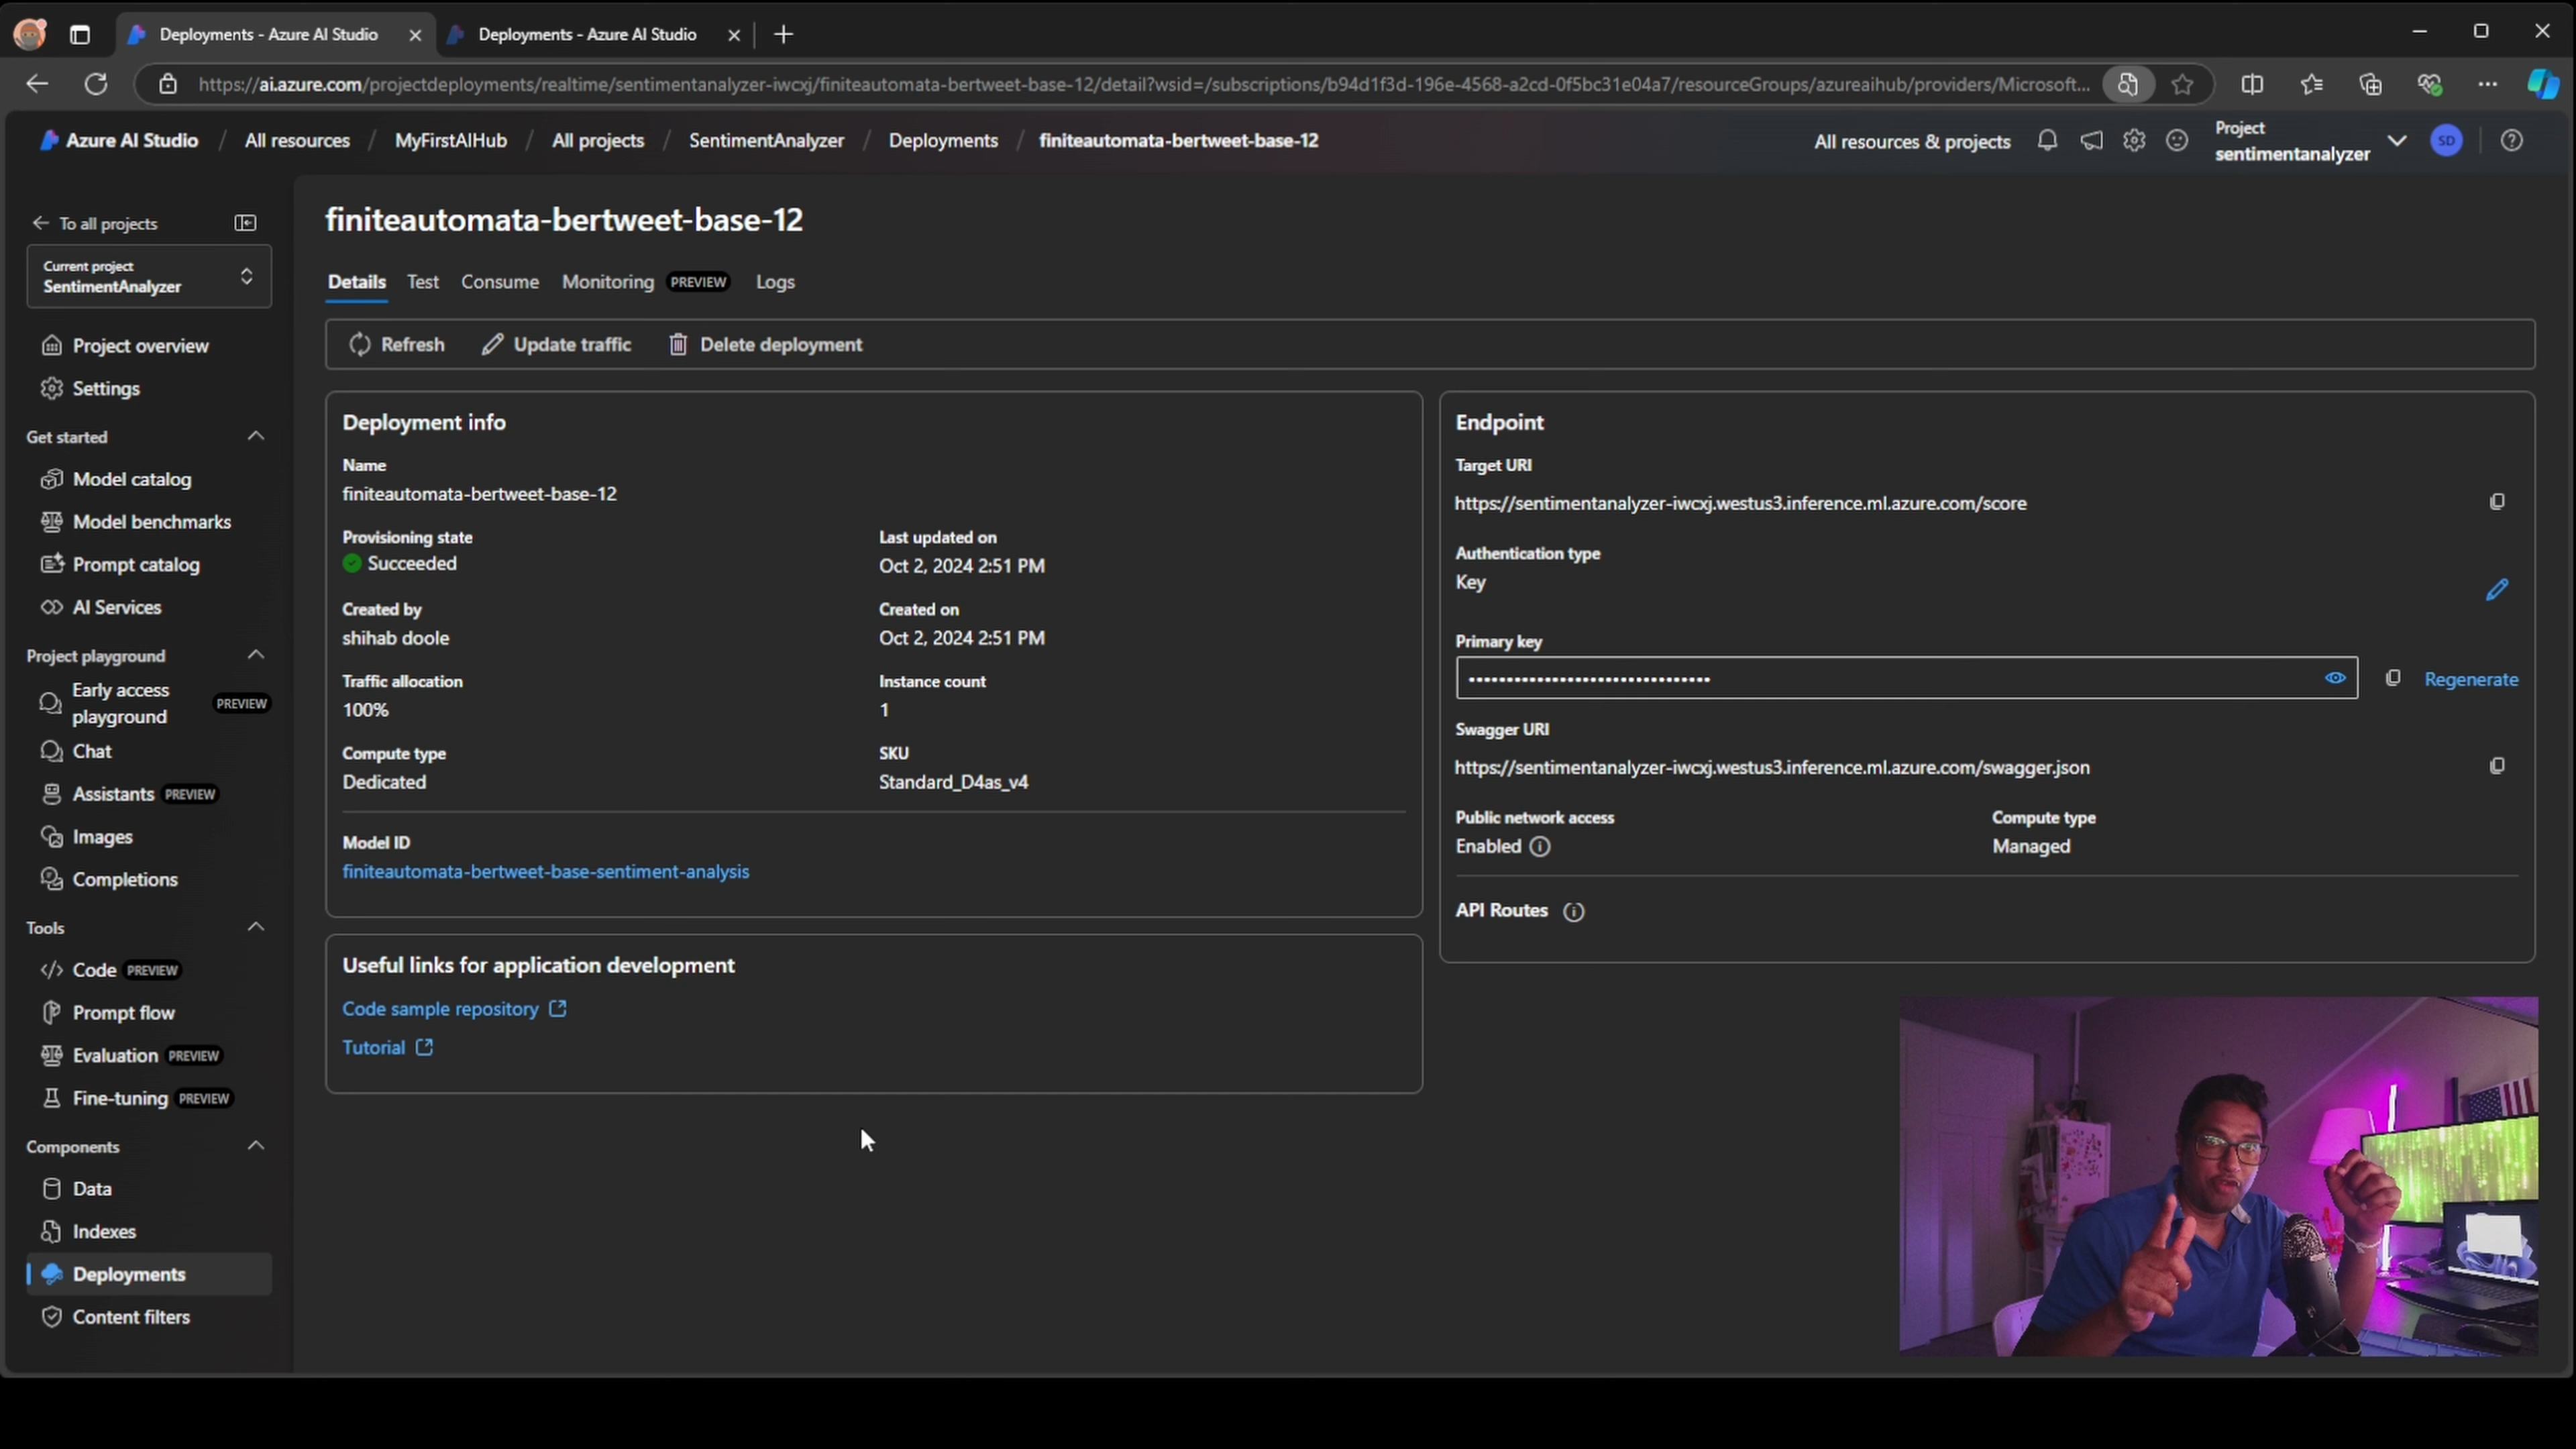 Deployments - Azure AI Studio
Deployments - Azure AI Studio
https://ai.azure.com/projectdeployments/realtime/sentimentanalyzer-iwcxj/finiteautomata-bertweet-base-12/detail?wsid=/subscriptions/b94d1f3d-196e-4568-a2cd-0f5bc31e04a7/resourceGroups/azureaihub/providers/Microsoft...
Azure AI Studio / All resources / MyFirstAIHub / All projects / SentimentAnalyzer / Deployments / finiteautomata-bertweet-base-12
All resources & projects
Project
sentimentanalyzer
SD
To all projects
Current project
SentimentAnalyzer
Project overview
Settings
Get started
Model catalog
Model benchmarks
Prompt catalog
AI Services
Project playground
Early access
playground PREVIEW
Chat
Assistants PREVIEW
Images
Completions
Tools
Code PREVIEW
Prompt flow
Evaluation PREVIEW
Fine-tuning PREVIEW
Components
Data
Indexes
Deployments
Content filters
finiteautomata-bertweet-base-12
Details Test Consume Monitoring PREVIEW Logs
Refresh Update traffic Delete deployment
Deployment info
Name
finiteautomata-bertweet-base-12
Provisioning state
Succeeded
Last updated on
Oct 2, 2024 2:51 PM
Created by
shihab doole
Created on
Oct 2, 2024 2:51 PM
Traffic allocation
100%
Instance count
1
Compute type
Dedicated
SKU
Standard_D4as_v4
Model ID
finiteautomata-bertweet-base-sentiment-analysis
Useful links for application development
Code sample repository
Tutorial
Endpoint
Target URI
https://sentimentanalyzer-iwcxj.westus3.inference.ml.azure.com/score
Authentication type
Key
Primary key
••••••••••••••••••••••••••••••••
Regenerate
Swagger URI
https://sentimentanalyzer-iwcxj.westus3.inference.ml.azure.com/swagger.json
Public network access
Enabled
Compute type
Managed
API Routes